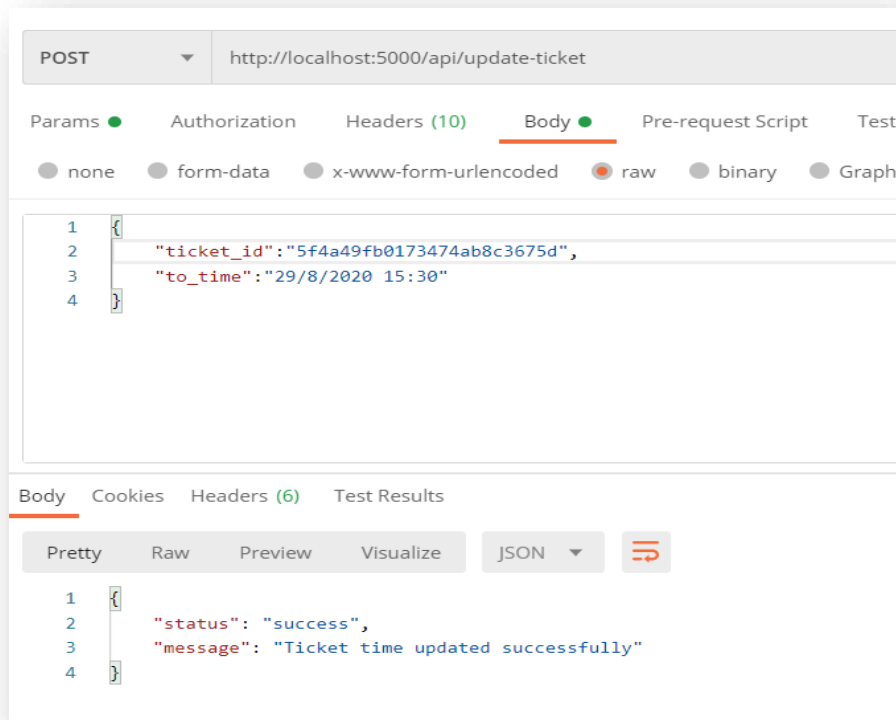 POST http://localhost:5000/api/update-ticket
Params Authorization Headers (10) Body Pre-request Script Test
none form-data x-www-form-urlencoded raw binary Graph
1 {
2 "ticket_id":"5f4a49fb0173474ab8c3675d",
3 "to_time":"29/8/2020 15:30"
4 }
Body Cookies Headers (6) Test Results
Pretty Raw Preview Visualize JSON
1 {
2 "status": "success",
3 "message": "Ticket time updated successfully"
4 }